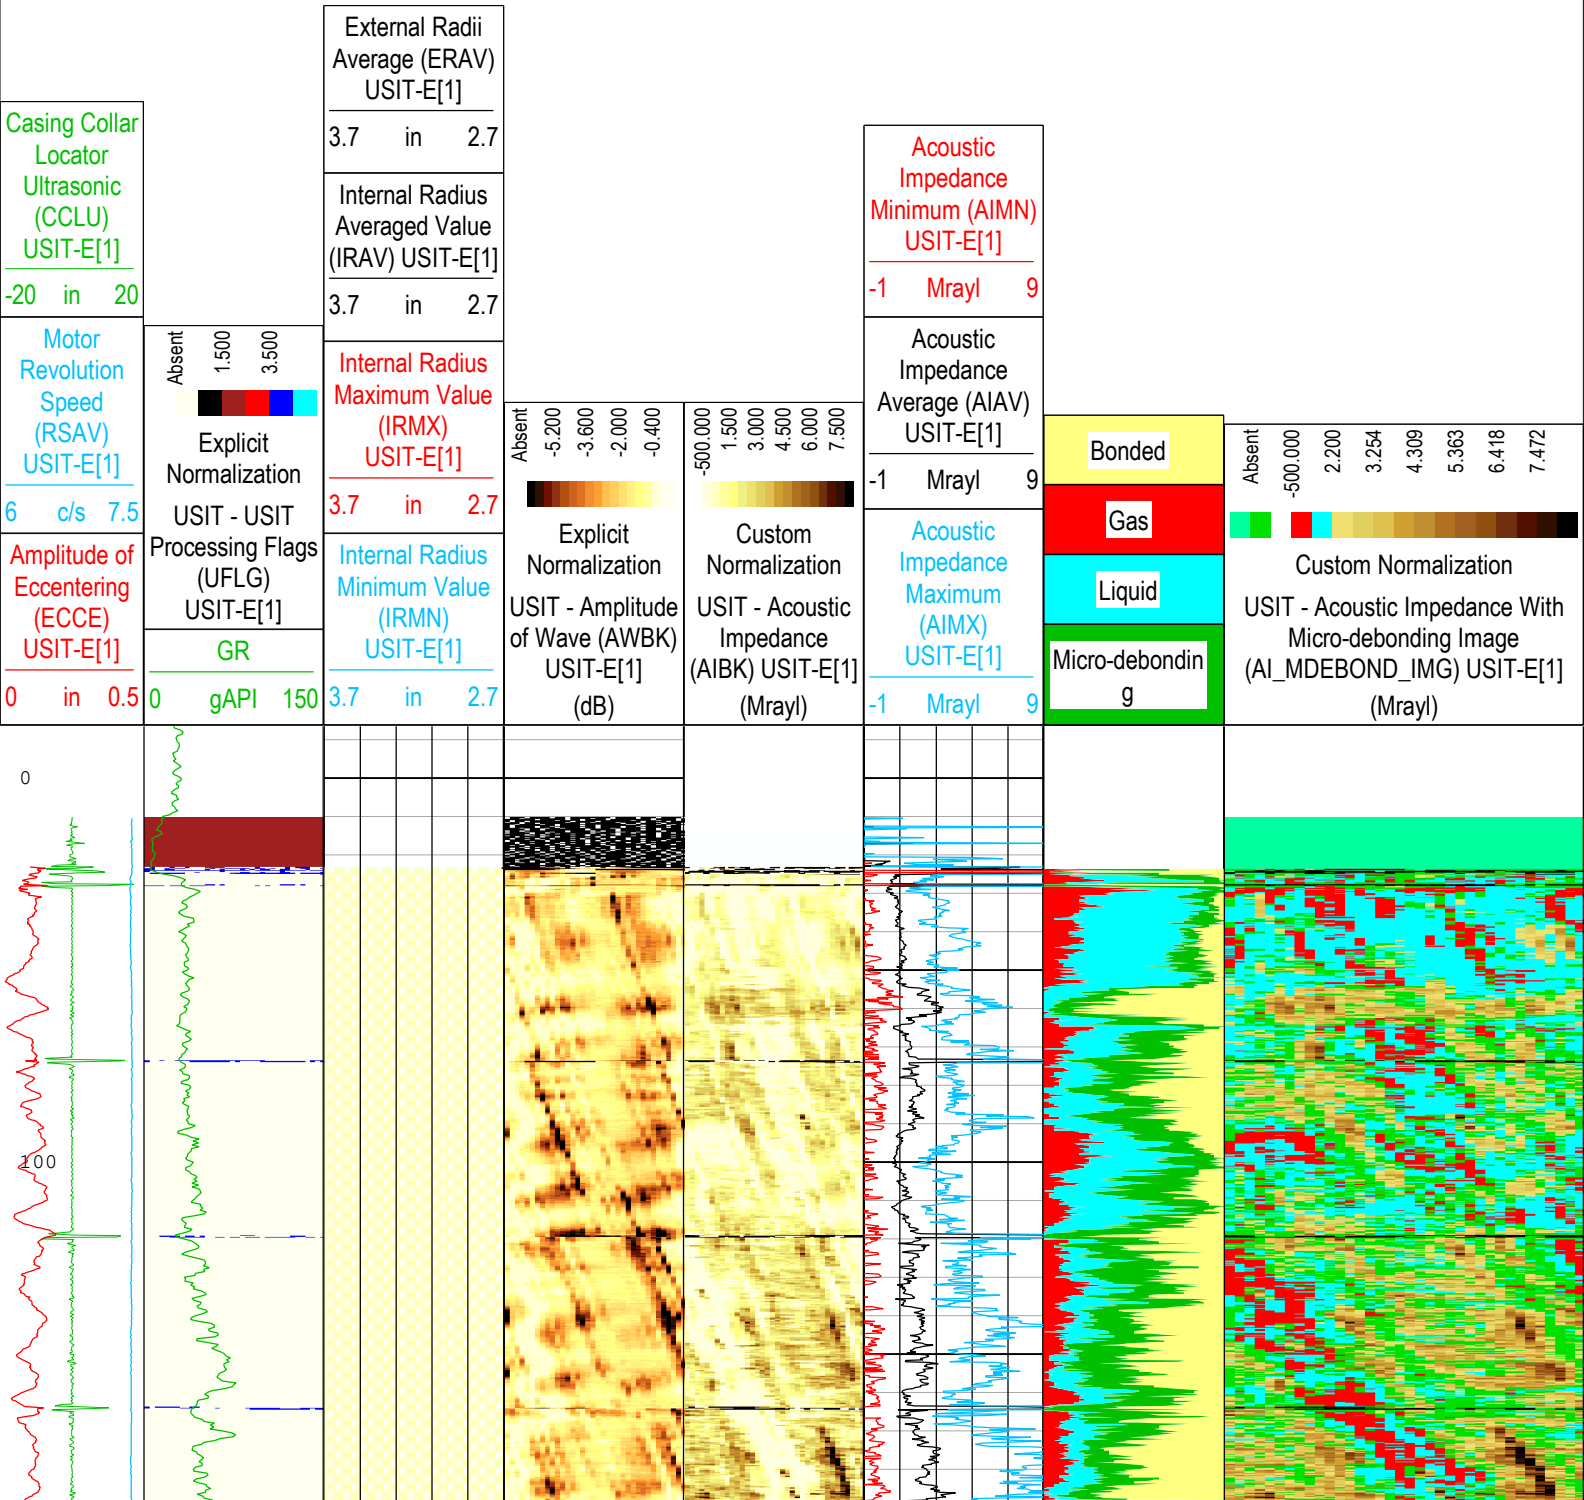 Casing Collar
Locator
Ultrasonic
(CCLU)
USIT-E[1]
-20 in 20
Motor
Revolution
Speed
(RSAV)
USIT-E[1]
6 c/s 7.5
Amplitude of
Eccentering
(ECCE)
USIT-E[1]
0 in 0.5
Absent 1.500 3.500
Explicit
Normalization
USIT - USIT
Processing Flags
(UFLG)
USIT-E[1]
GR
0 gAPI 150
External Radii
Average (ERAV)
USIT-E[1]
3.7 in 2.7
Internal Radius
Averaged Value
(IRAV) USIT-E[1]
3.7 in 2.7
Internal Radius
Maximum Value
(IRMX)
USIT-E[1]
3.7 in 2.7
Internal Radius
Minimum Value
(IRMN)
USIT-E[1]
3.7 in 2.7
Absent -5.200 -3.600 -2.000 -0.400
Explicit
Normalization
USIT - Amplitude
of Wave (AWBK)
USIT-E[1]
(dB)
-500.000 1.500 3.000 4.500 6.000 7.500
Custom
Normalization
USIT - Acoustic
Impedance
(AIBK) USIT-E[1]
(Mrayl)
Acoustic
Impedance
Minimum (AIMN)
USIT-E[1]
-1 Mrayl 9
Acoustic
Impedance
Average (AIAV)
USIT-E[1]
-1 Mrayl 9
Acoustic
Impedance
Maximum
(AIMX)
USIT-E[1]
-1 Mrayl 9
Bonded
Gas
Liquid
Micro-debondin
g
Absent -500.000 2.200 3.254 4.309 5.363 6.418 7.472
Custom Normalization
USIT - Acoustic Impedance With
Micro-debonding Image
(AI_MDEBOND_IMG) USIT-E[1]
(Mrayl)
0
100